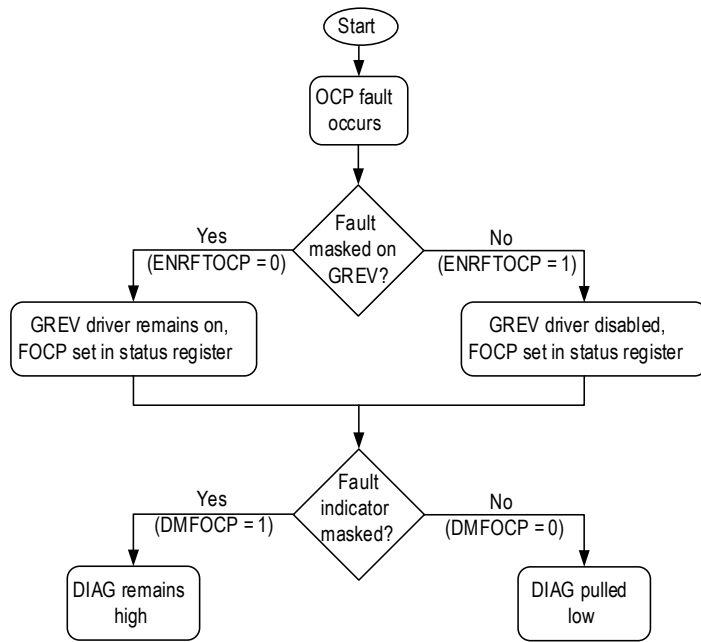 Start
OCP fault
occurs
Fault
masked on
GREV?
Yes
(ENRFTOCP = 0)
No
(ENRFTOCP = 1)
GREV driver remains on,
FOCP set in status register
GREV driver disabled,
FOCP set in status register
Fault
indicator
masked?
Yes
(DMFOCP = 1)
No
(DMFOCP = 0)
DIAG remains
high
DIAG pulled
low